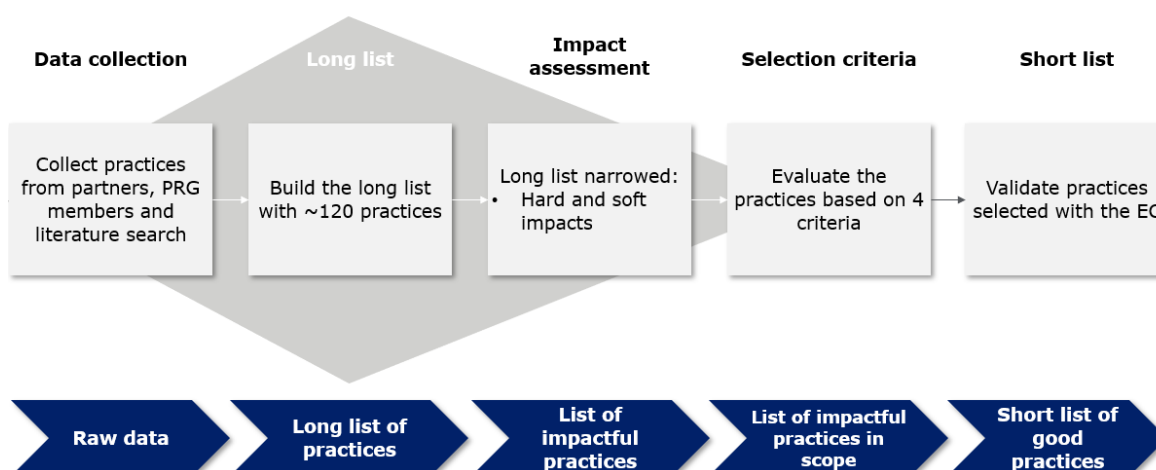 Data collection
Long list
Impact
assessment
Selection criteria
Short list
Collect practices
from partners, PRG
members and
literature search
Build the long list
with ~120 practices
Long list narrowed:
• Hard and soft
impacts
Evaluate the
practices based on 4
criteria
Validate practices
selected with the EC
Raw data
Long list of
practices
List of
impactful
practices
List of impactful
practices in
scope
Short list of
good
practices